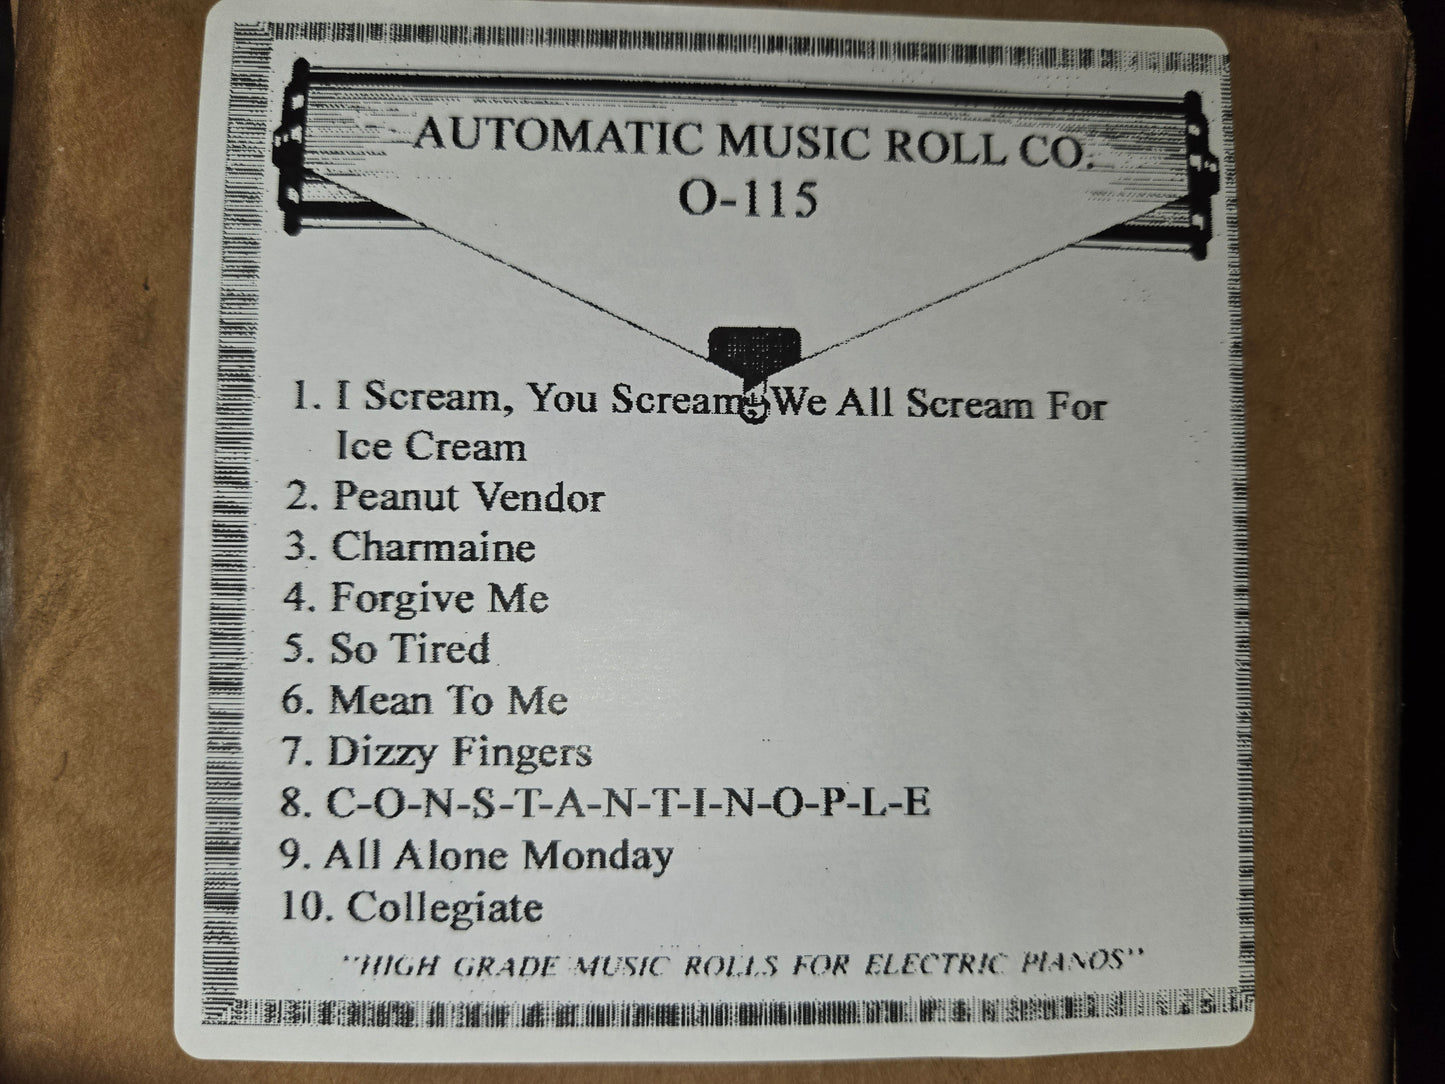 AUTOMATIC MUSIC ROLL CO.
O-115
1. I Scream, You Scream, We All Scream For
Ice Cream
2. Peanut Vendor
3. Charmaine
4. Forgive Me
5. So Tired
6. Mean To Me
7. Dizzy Fingers
8. C-O-N-S-T-A-N-T-I-N-O-P-L-E
9. All Alone Monday
10. Collegiate
"HIGH GRADE MUSIC ROLLS FOR ELECTRIC PIANOS"